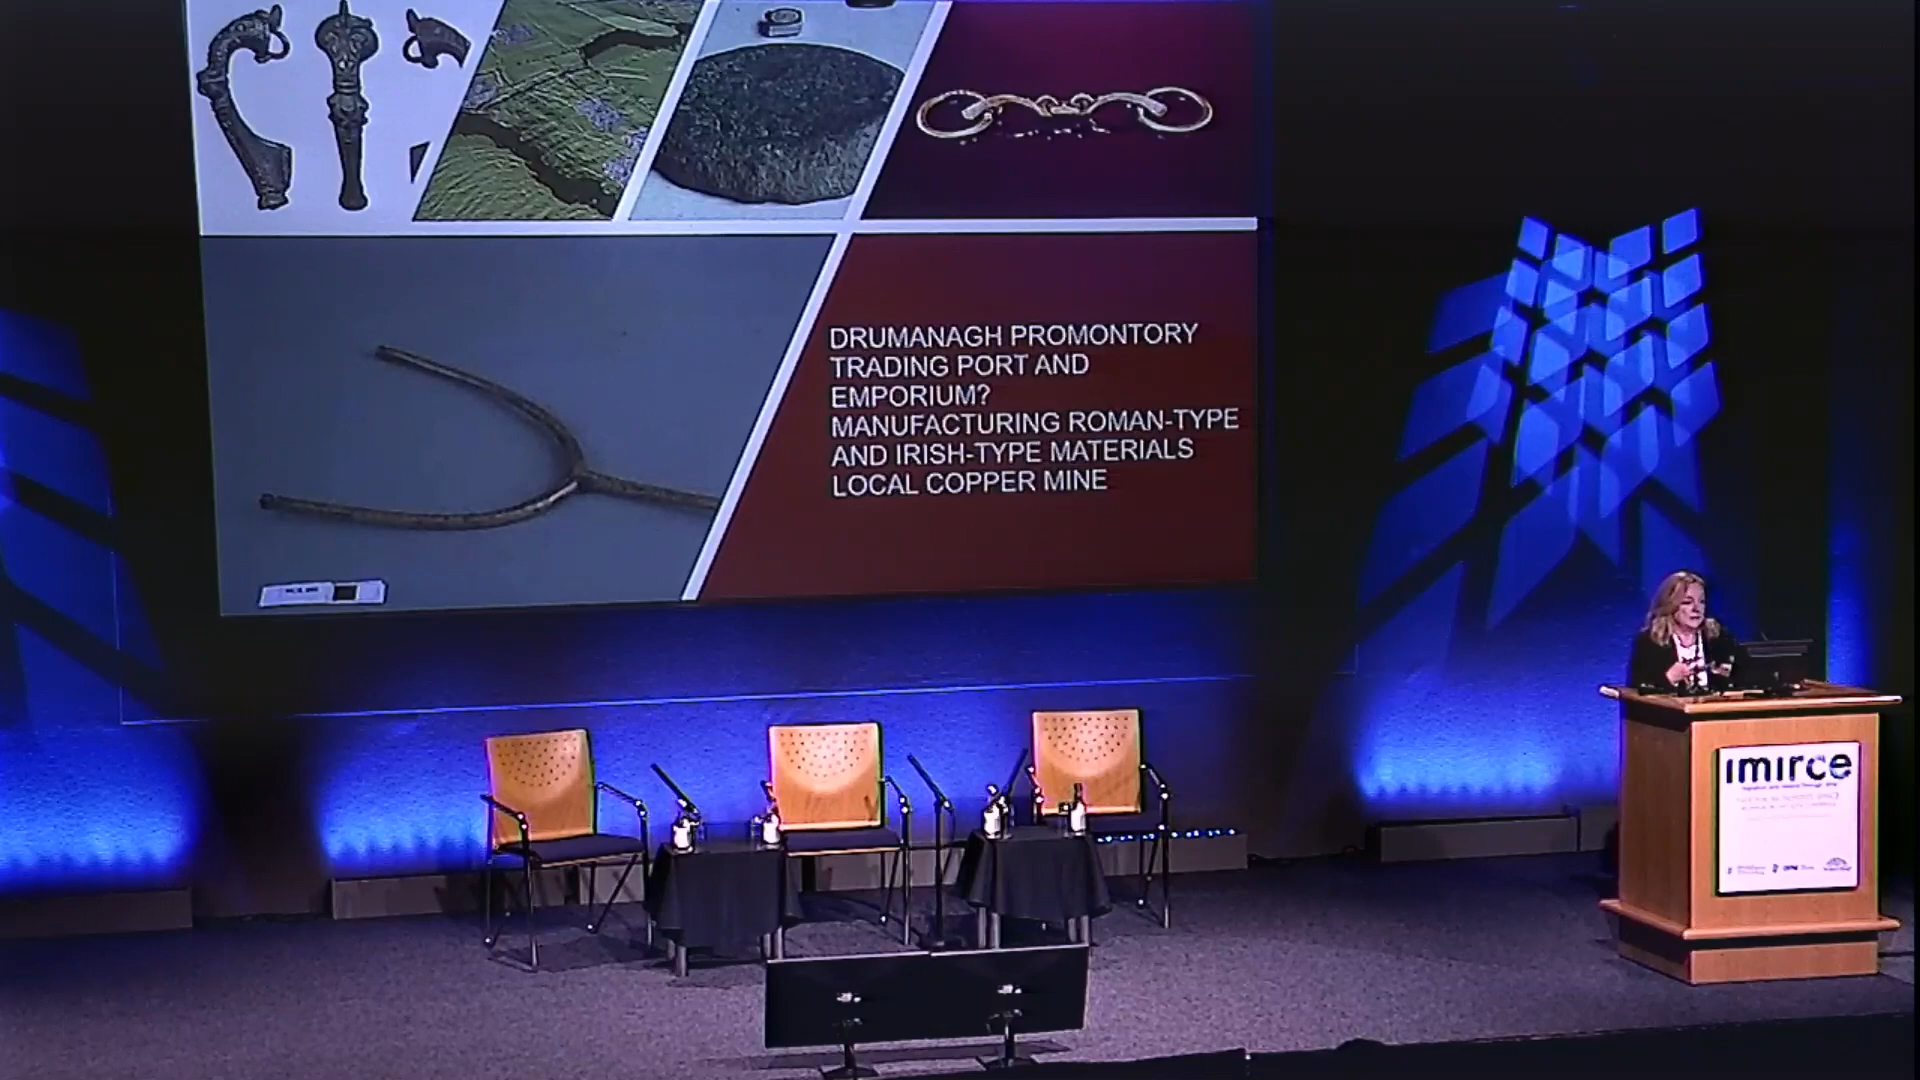 DRUMANAGH PROMONTORY
TRADING PORT AND
EMPORIUM?
MANUFACTURING ROMAN-TYPE
AND IRISH-TYPE MATERIALS
LOCAL COPPER MINE
imirce